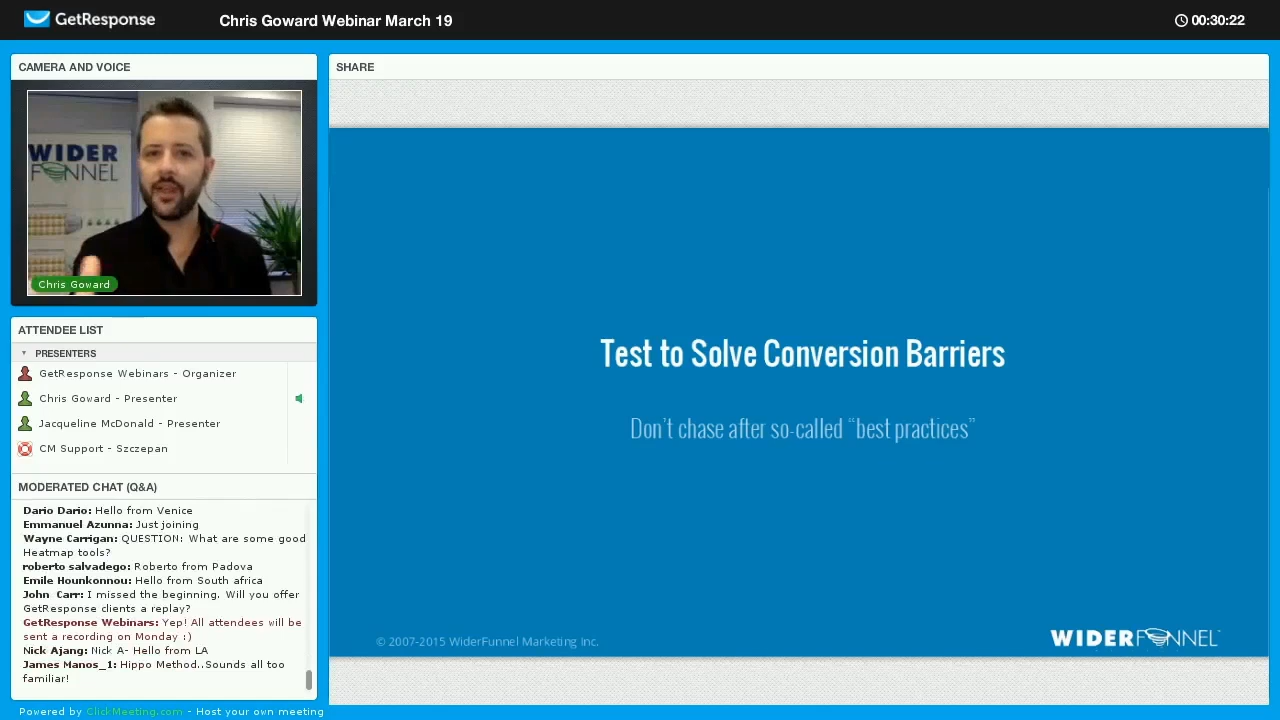 GetResponse
Chris Goward Webinar March 19
00:30:22
CAMERA AND VOICE
WIDER
FUNNEL
Chris Goward
ATTENDEE LIST
PRESENTERS
GetResponse Webinars - Organizer
Chris Goward - Presenter
Jacqueline McDonald - Presenter
CM Support - Szczepan
MODERATED CHAT (Q&A)
Dario Dario: Hello from Venice
Emmanuel Azunna: Just joining
Wayne Carrigan: QUESTION: What are some good
Heatmap tools?
roberto salvadego: Roberto from Padova
Emile Hounkonnou: Hello from South africa
John Carr: I missed the beginning. Will you offer
GetResponse clients a replay?
GetResponse Webinars: Yep! All attendees will be
sent a recording on Monday :)
Nick Ajang: Nick A- Hello from LA
James Manos_1: Hippo Method..Sounds all too
familiar!
Powered by ClickMeeting.com - Host your own meeting
SHARE
Test to Solve Conversion Barriers
Don't chase after so-called “best practices”
© 2007-2015 WiderFunnel Marketing Inc.
WIDERFUNNEL™